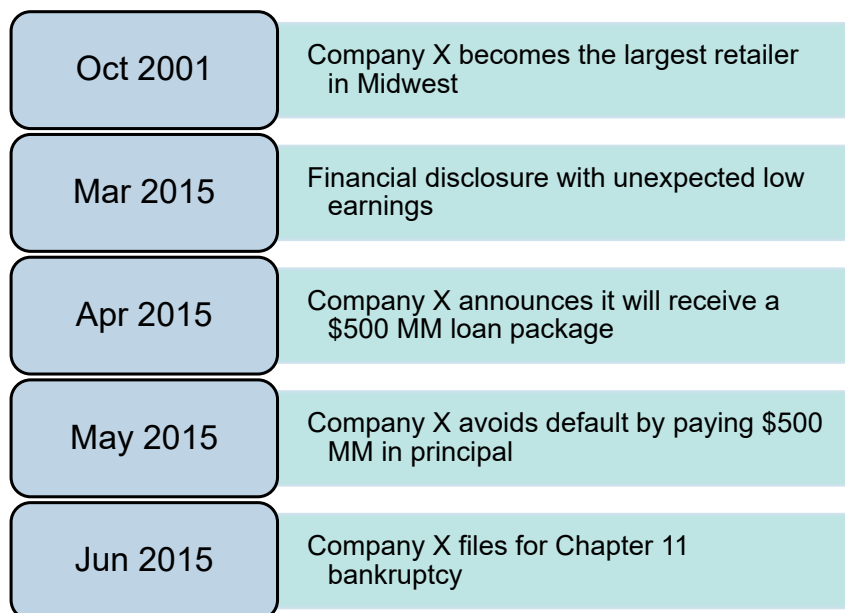 Oct 2001
Company X becomes the largest retailer
in Midwest
Mar 2015
Financial disclosure with unexpected low
earnings
Apr 2015
Company X announces it will receive a
$500 MM loan package
May 2015
Company X avoids default by paying $500
MM in principal
Jun 2015
Company X files for Chapter 11
bankruptcy